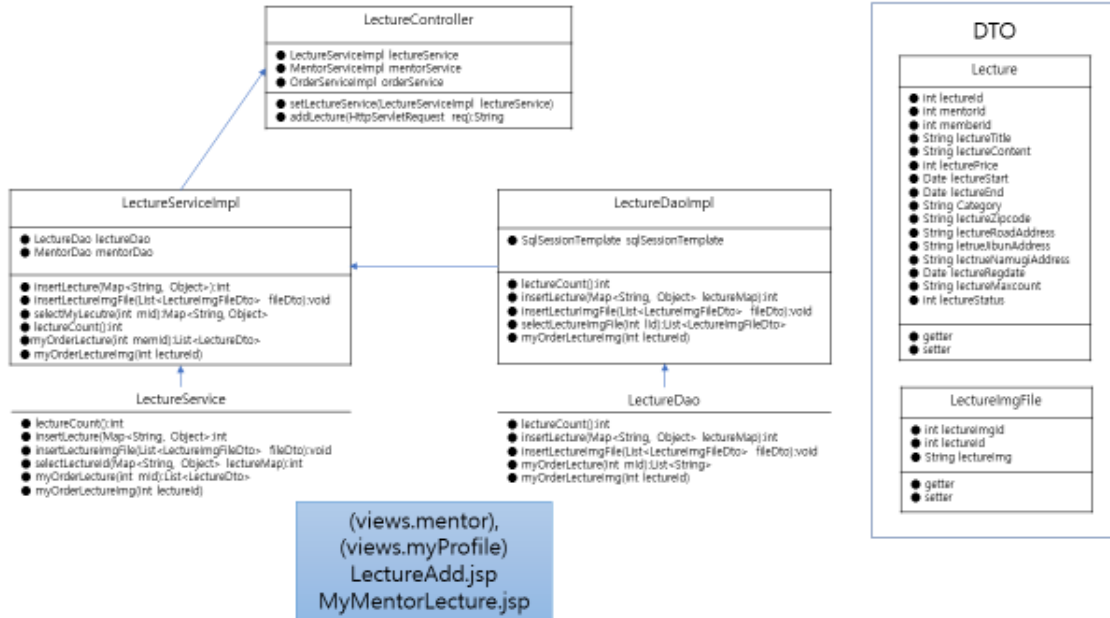 LectureController
LectureServiceImpl lectureService
MentorServiceImpl mentorService
OrderServiceImpl orderService
setLectureService(LectureServiceImpl lectureService)
addLecture(HttpServletRequest req):String
LectureServiceImpl
LectureDao lectureDao
MentorDao mentorDao
insertLecture(Map<String, Object>):int
insertLectureImgFile(List<LectureImgFileDto> fileDto):void
selectMyLecutre(int mid):Map<String,Object>
lectureCount():int
myOrderLecture(int memid):List<LectureDto>
myOrderLectureImg(int lectureId)
LectureService
lectureCount():int
insertLecture(Map<String, Object>:int
insertLectureImgFile(List<LectureImgFileDto> fileDto):void
selectLectureid(Map<String, Object> lectureMap):int
myOrderLecture(int mid):List<LectureDto>
myOrderLectureImg(int lectureId)
LectureDaoImpl
SqlSessionTemplate sqlSessionTemplate
lectureCount():int
insertLecture(Map<String, Object> lectureMap):int
insertLecturImgFile(List<LectureImgFileDto> fileDto):void
selectLectureImgFile(int lid):List<LectureImgFileDto>
myOrderLectureImg(int lectureId)
LectureDao
lectureCount():int
insertLecture(Map<String, Object> lectureMap):int
insertLectureImgFile(List<LectureImgFileDto> fileDto):void
myOrderLecture(int mid):List<String>
myOrderLectureImg(int lectureId)
(views.mentor),
(views.myProfile)
LectureAdd.jsp
MyMentorLecture.jsp
DTO
Lecture
int lectureId
int mentorId
int memberId
String lectureTitle
String lectureContent
int lecturePrice
Date lectureStart
Date lectureEnd
String Category
String lectureZipcode
String lectureRoadAddress
String letrueJibunAddress
String lectrueNamugiAddress
Date lectureRegdate
String lectureMaxcount
int lectureStatus
getter
setter
LectureImgFile
int lectureimgid
int lectureid
String lectureImg
getter
setter